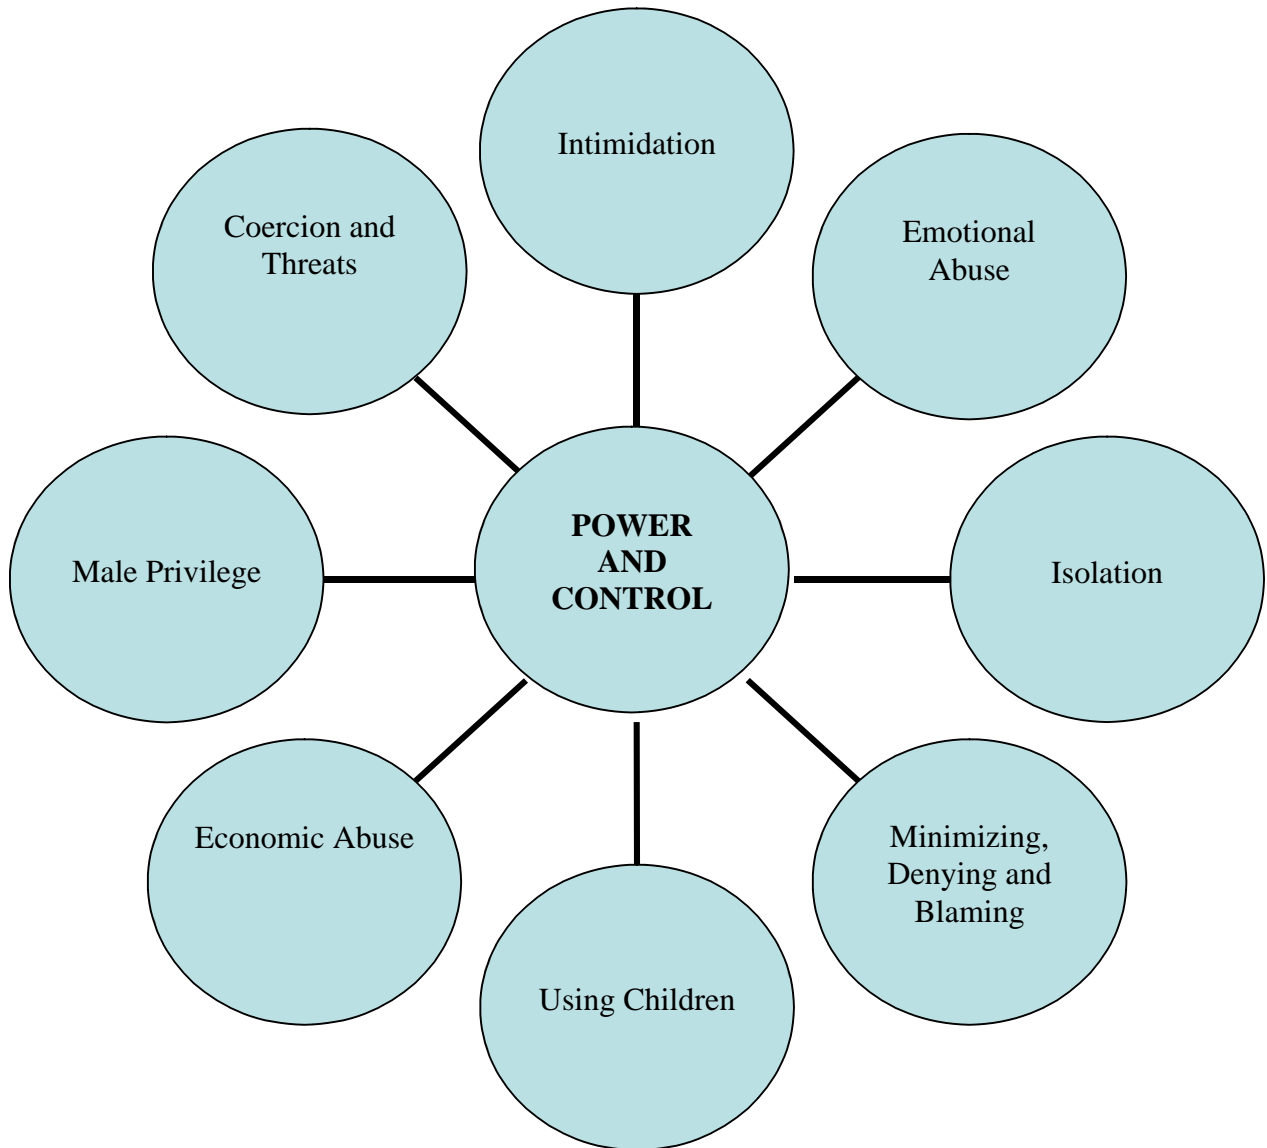 Intimidation
Coercion and
Threats
Emotional
Abuse
POWER
AND
CONTROL
Male Privilege
Isolation
Economic Abuse
Minimizing,
Denying and
Blaming
Using Children